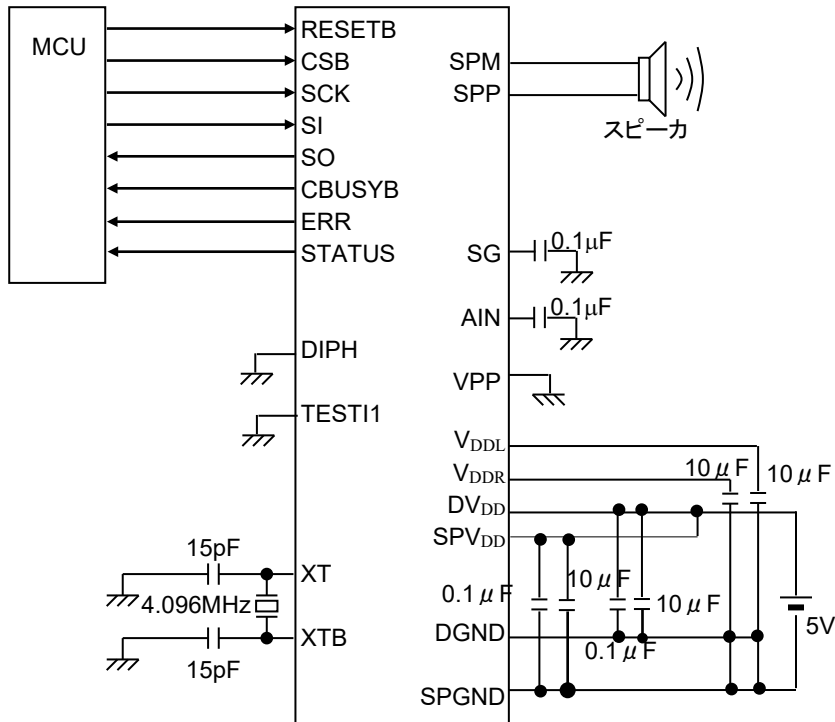 MCU
RESETB
CSB
SCK
SI
SO
CBUSYB
ERR
STATUS
DIPH
TESTI1
15pF
XT
4.096MHz
XTB
15pF
SPM
SPP
スピーカ
SG
0.1μF
AIN
0.1μF
VPP
VDDL
VDDR
DVDD
SPVDD
10μF
10μF
0.1μF
10μF
10μF
0.1μF
DGND
SPGND
5V